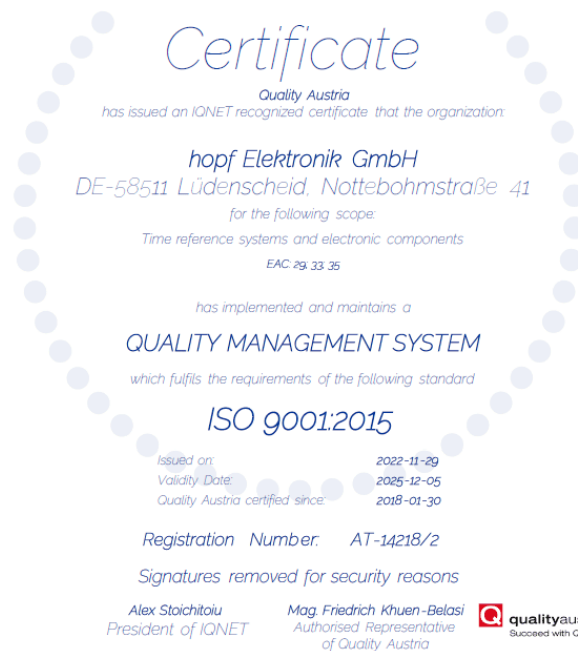 Certificate
Quality Austria
has issued an IQNET recognized certificate that the organization:
hopf Elektronik GmbH
DE-58511 Lüdenscheid, Nottebohmstraße 41
for the following scope:
Time reference systems and electronic components
EAC: 29, 33, 35
has implemented and maintains a
QUALITY MANAGEMENT SYSTEM
which fulfils the requirements of the following standard
ISO 9001:2015
Issued on: 2022-11-29
Validity Date: 2025-12-05
Quality Austria certified since: 2018-01-30
Registration Number: AT-14218/2
Signatures removed for security reasons
Alex Stoichitoiu
President of IQNET
Mag. Friedrich Khuen-Belasi
Authorised Representative
of Quality Austria
qualityaus
Succeed with Q